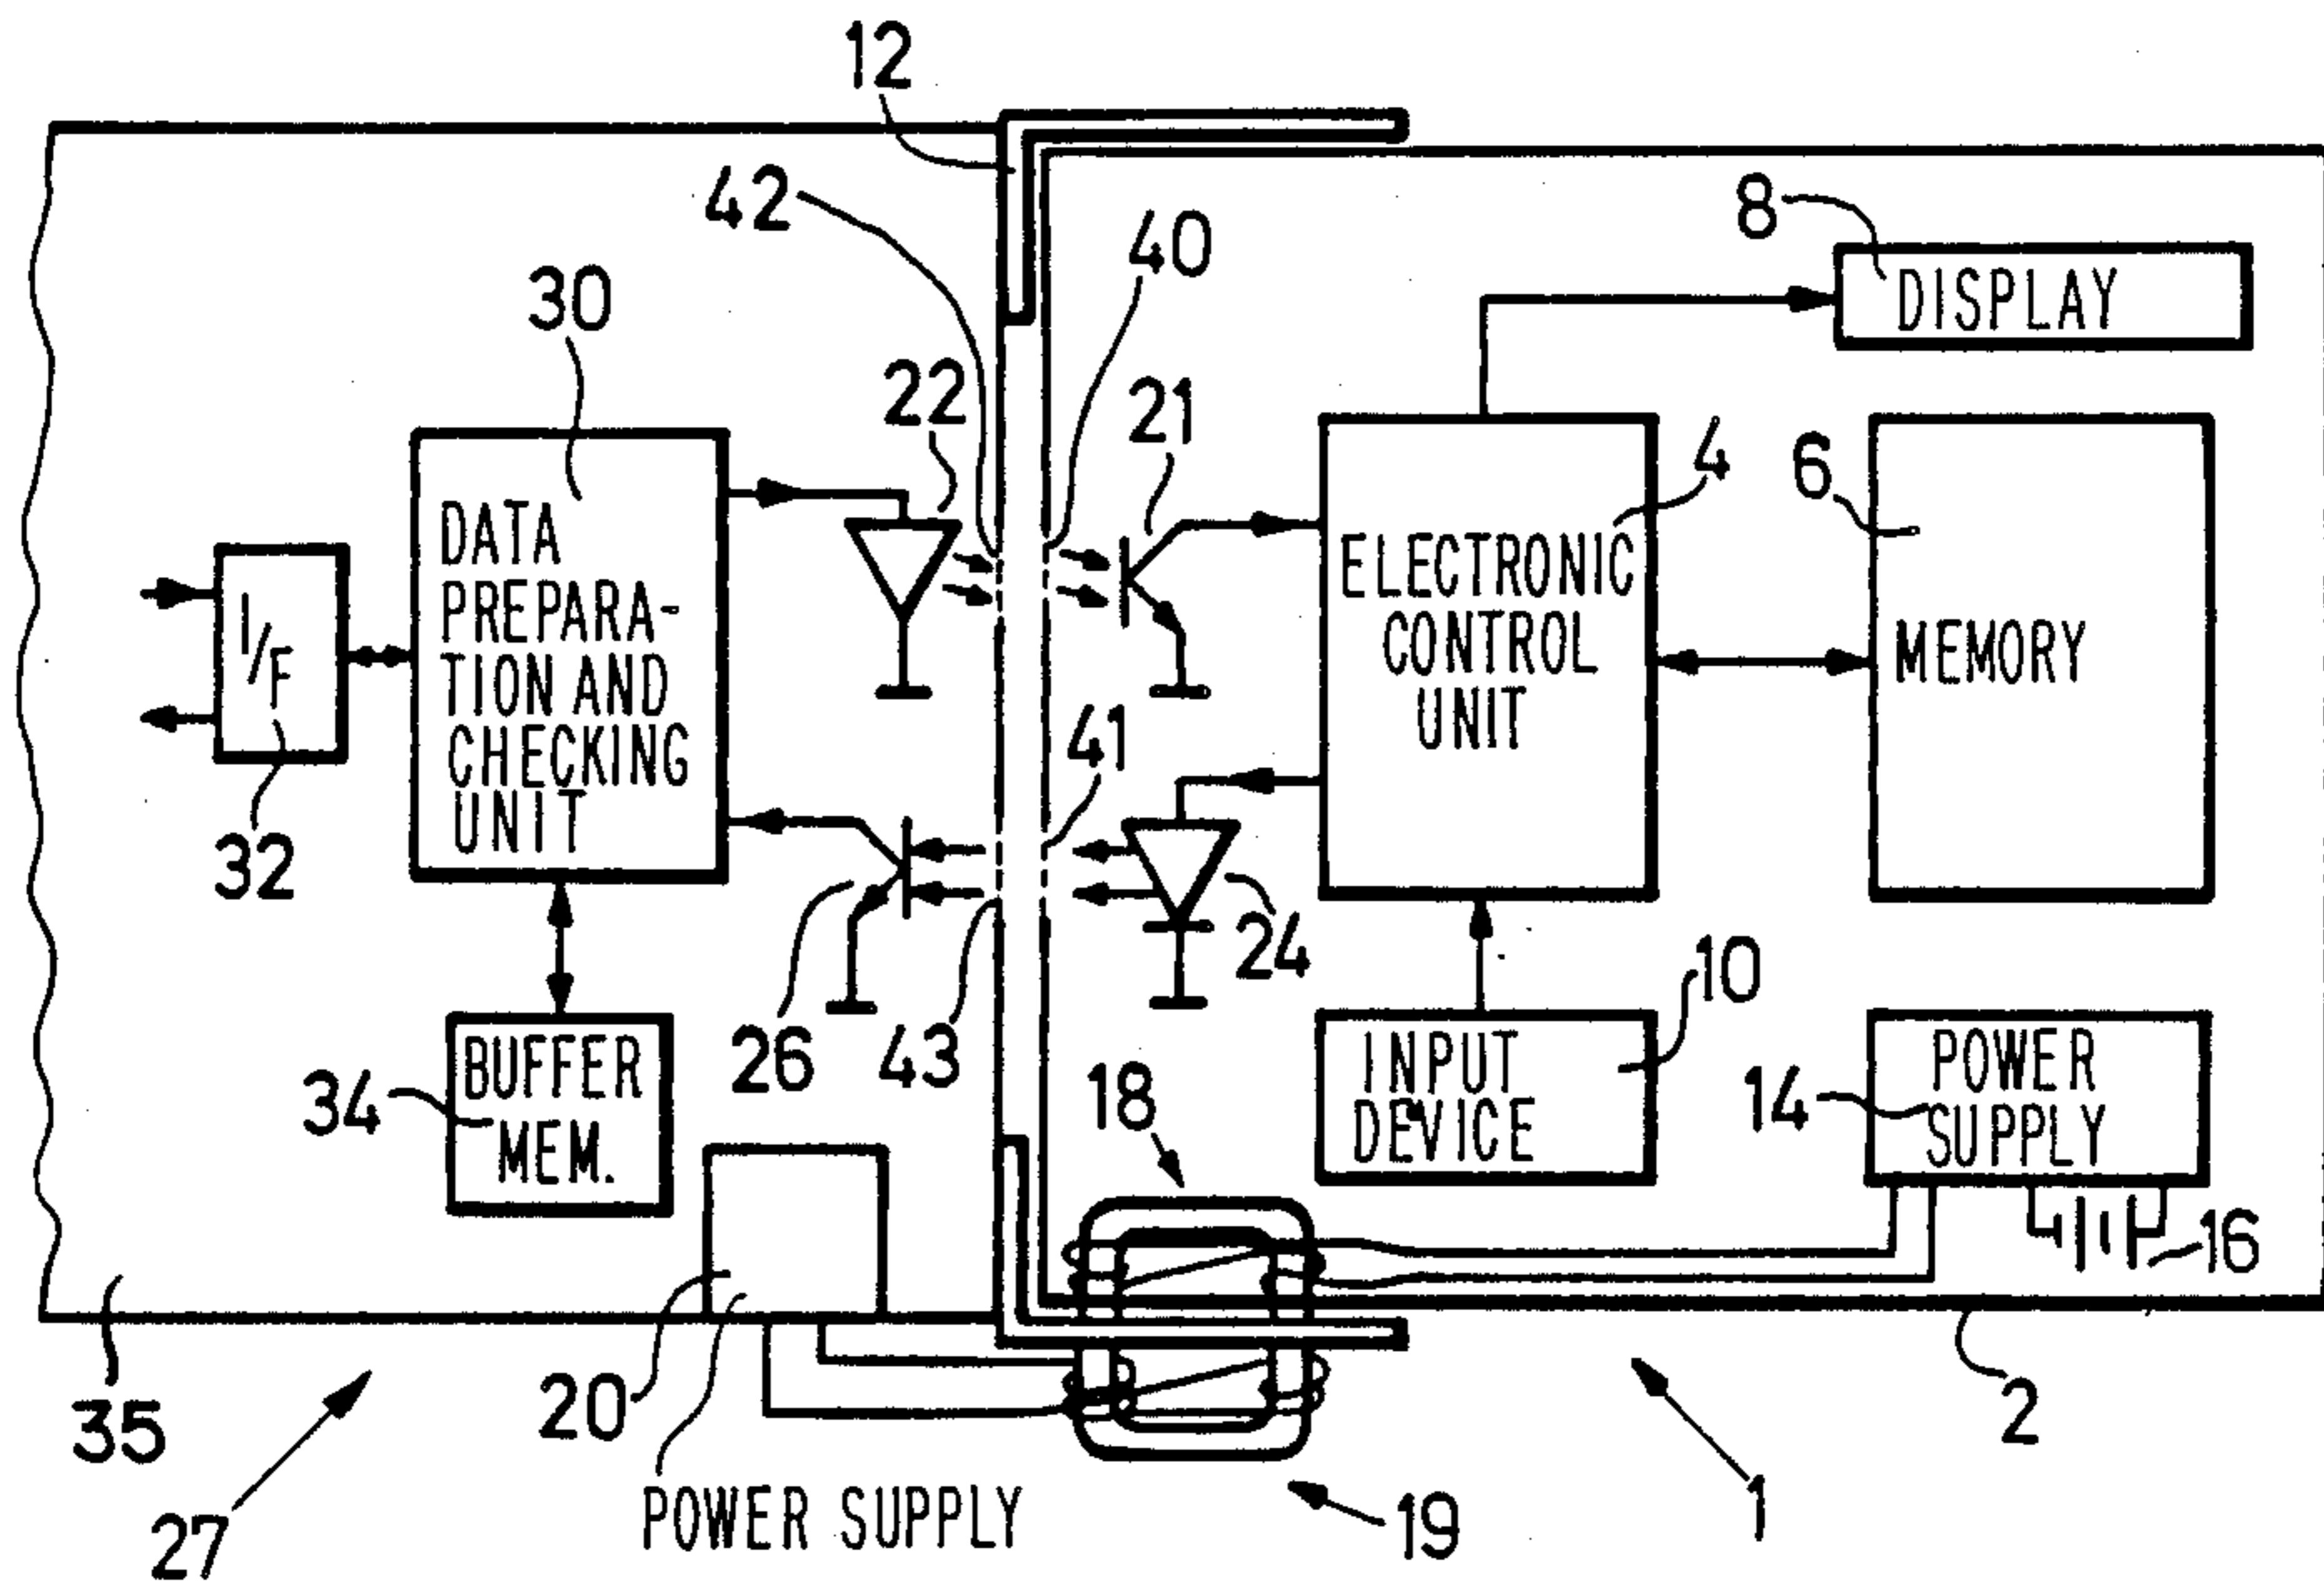 12
42
40
8
DISPLAY
30
22
21
4
6
DATA
PREPARA-
TION AND
CHECKING
UNIT
I/F
32
ELECTRONIC
CONTROL
UNIT
MEMORY
41
26
43
24
10
BUFFER
MEM.
34
18
INPUT
DEVICE
14
POWER
SUPPLY
16
35
20
2
27
POWER SUPPLY
19
1